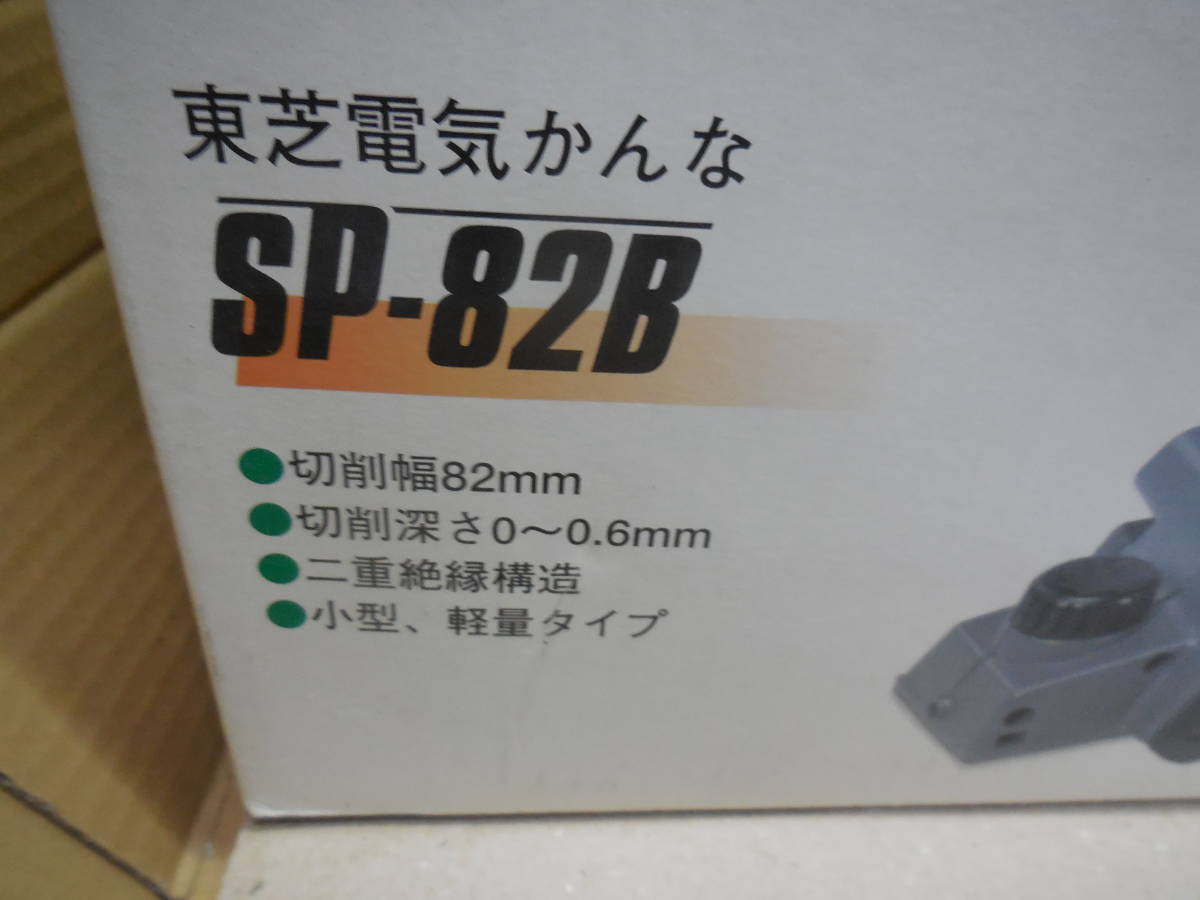 東芝電気かんな
SP-82B
●切削幅82mm
●切削深さ0～0.6mm
●二重絶縁構造
●小型、軽量タイプ